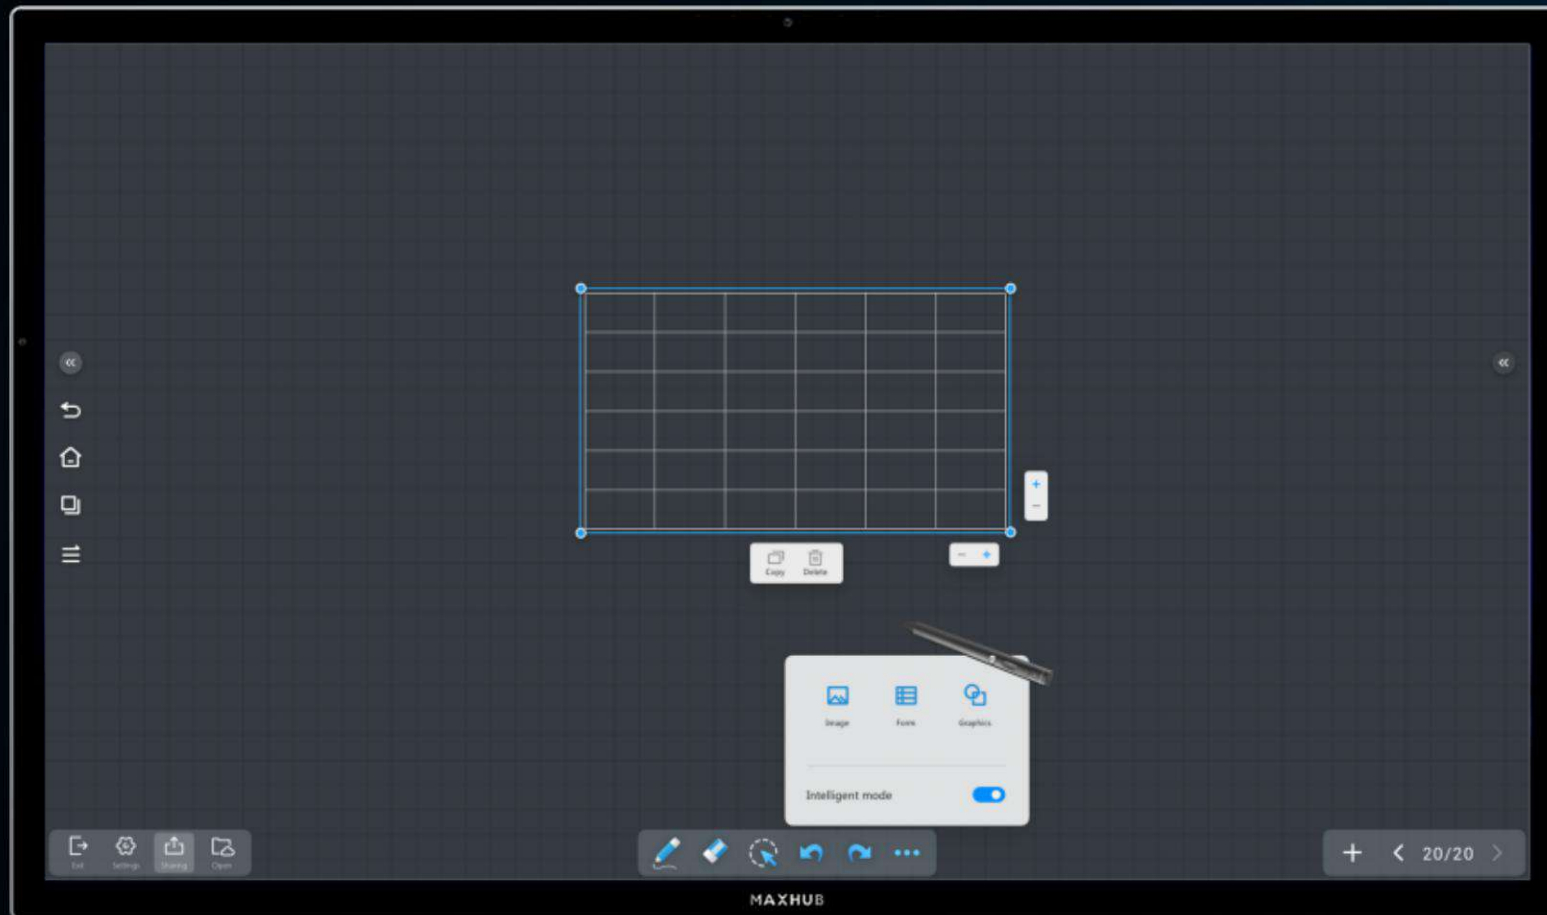 Copy Delete
Image Form Graphics
Intelligent mode
Exit Settings Sharing Open
20/20
MAXHUB